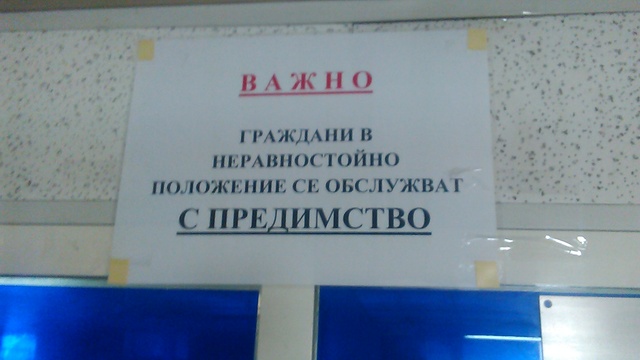 ВАЖНО
ГРАЖДАНИ В
НЕРАВНОСТОЙНО
ПОЛОЖЕНИЕ СЕ ОБСЛУЖВАТ
С ПРЕДИМСТВО